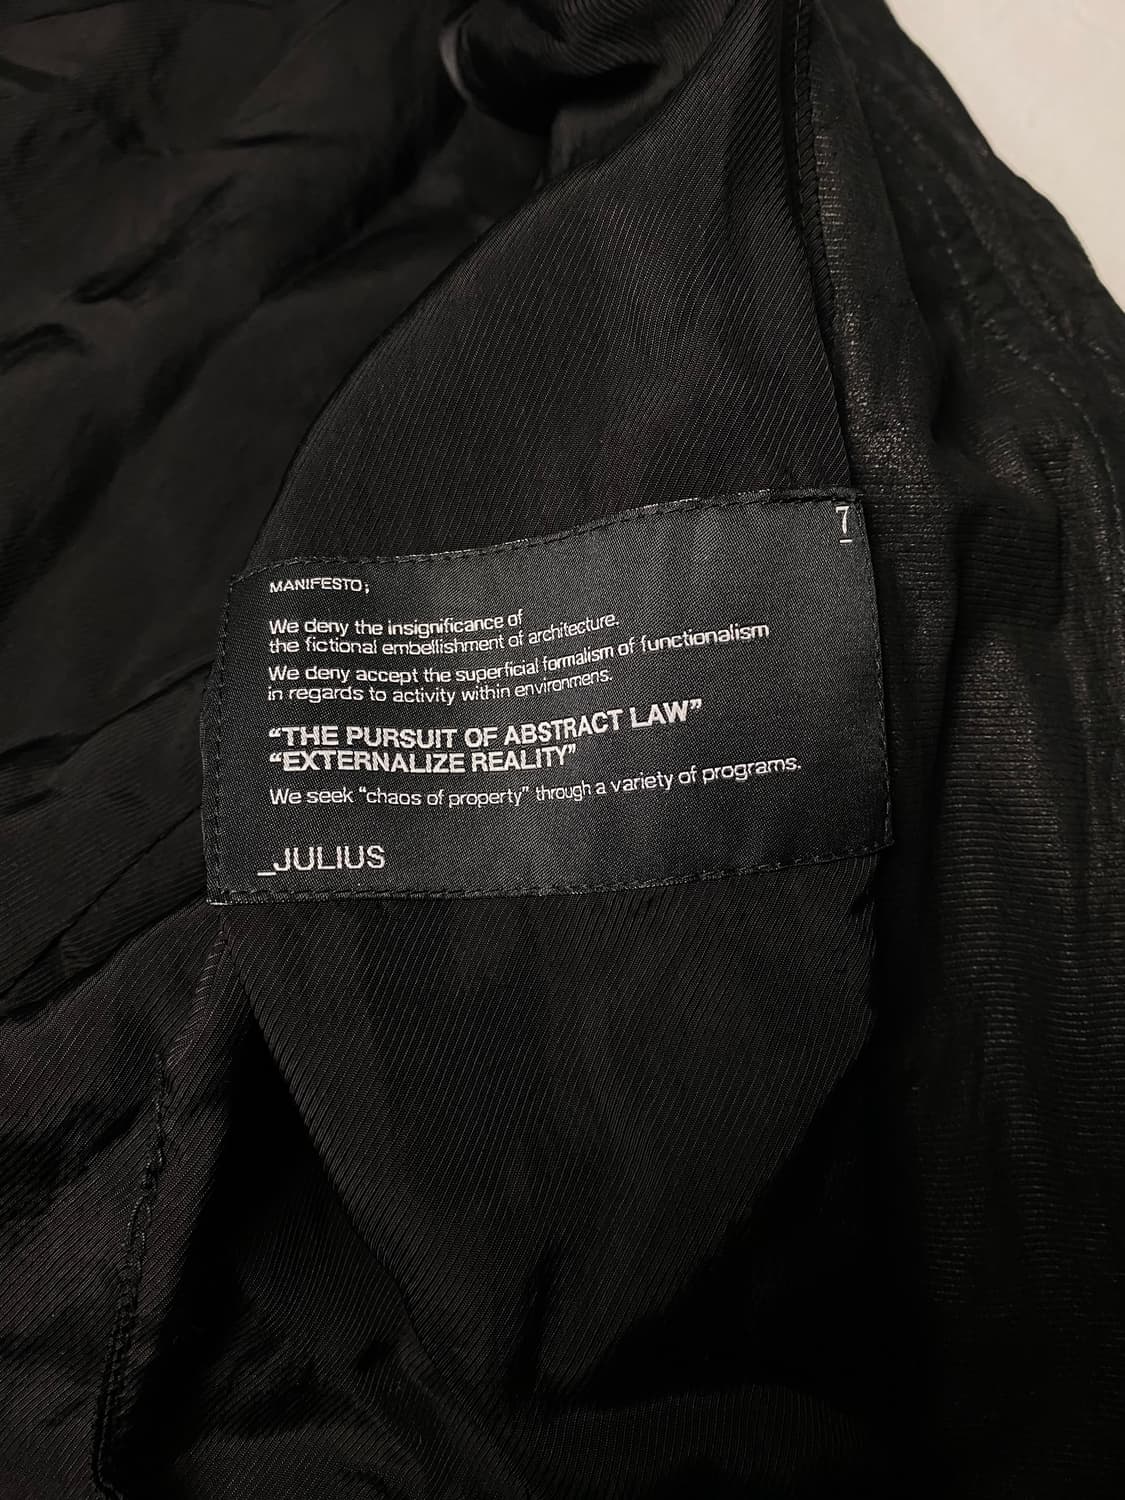 7
MANIFESTO;
We deny the insignificance of
the fictional embellishment of architecture.
We deny accept the superficial formalism of functionalism
in regards to activity within environmens.
“THE PURSUIT OF ABSTRACT LAW”
“EXTERNALIZE REALITY”
We seek “chaos of property” through a variety of programs.
_JULIUS